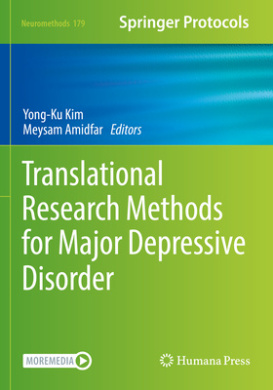 Neuromethods 179
Springer Protocols
Yong-Ku Kim
Meysam Amidfar Editors
Translational
Research Methods
for Major Depressive
Disorder
MOREMEDIA
Humana Press